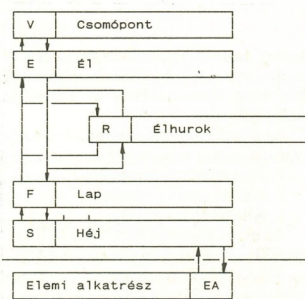 V Csomópont
E Él
R Élhurok
F Lap
S Héj
Elemi alkatrész EA